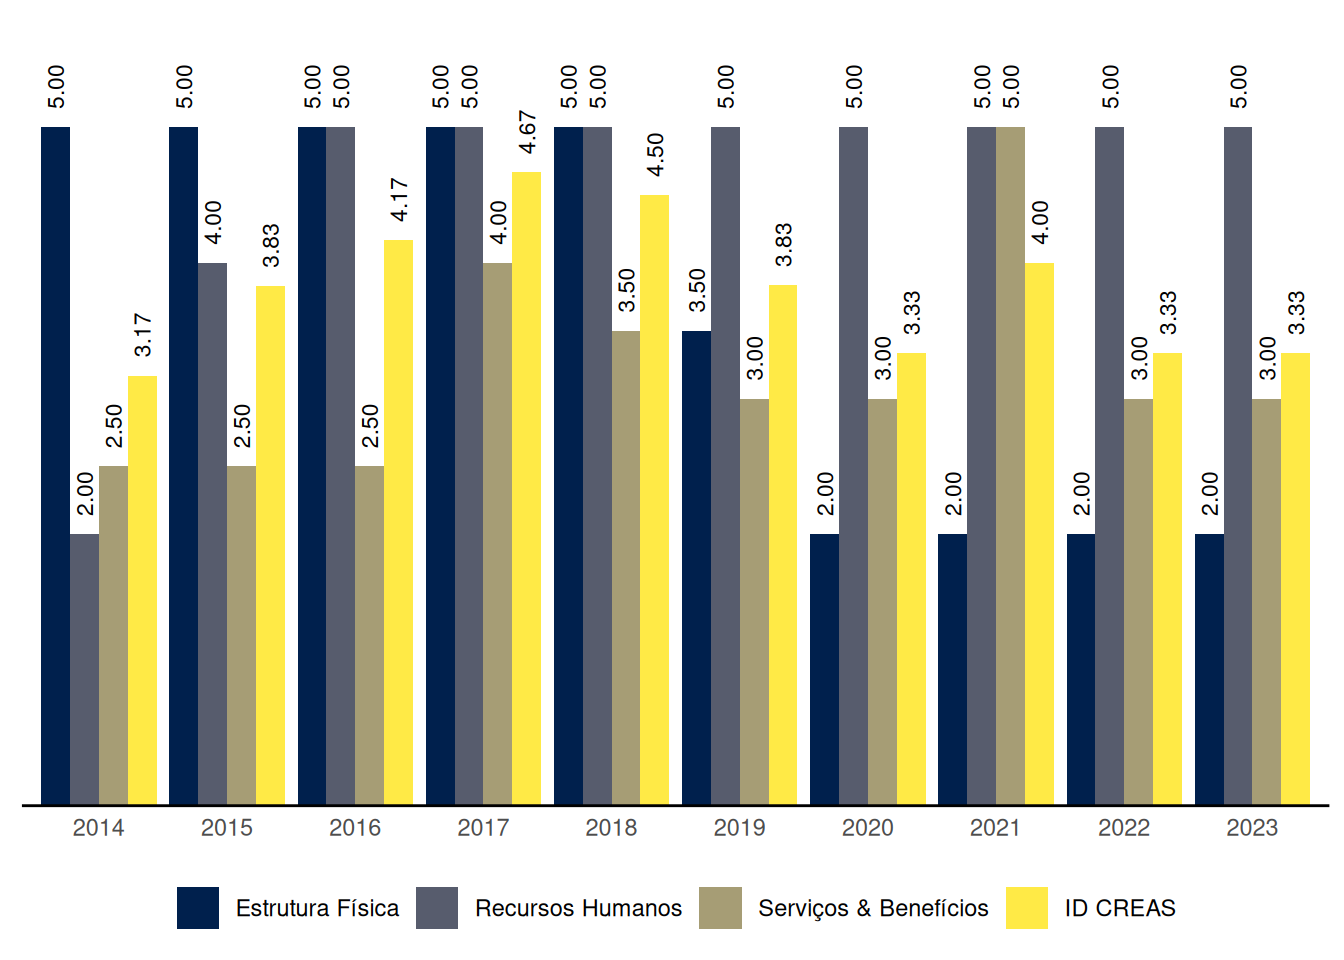 5.00 2.00 2.50 3.17 5.00 4.00 2.50 3.83 5.00 5.00 2.50 4.17 5.00 5.00 4.00 4.67 5.00 5.00 3.50 4.50 3.50 5.00 3.00 3.83 2.00 5.00 3.00 3.33 2.00 5.00 5.00 4.00 2.00 5.00 3.00 3.33 2.00 5.00 3.00 3.33
2014 2015 2016 2017 2018 2019 2020 2021 2022 2023
Estrutura Física Recursos Humanos Serviços & Benefícios ID CREAS